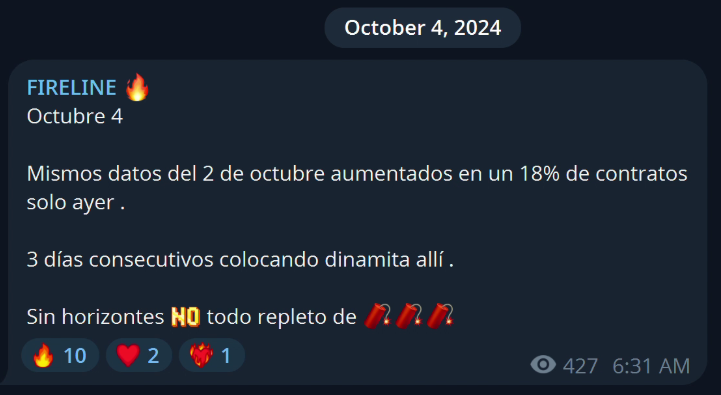 October 4, 2024
FIRELINE 🔥
Octubre 4
Mismos datos del 2 de octubre aumentados en un 18% de contratos
solo ayer .
3 días consecutivos colocando dinamita allí .
Sin horizontes NO todo repleto de 🧨🧨🧨
🔥 10 ❤️ 2 ❤️‍🔥 1
427 6:31 AM